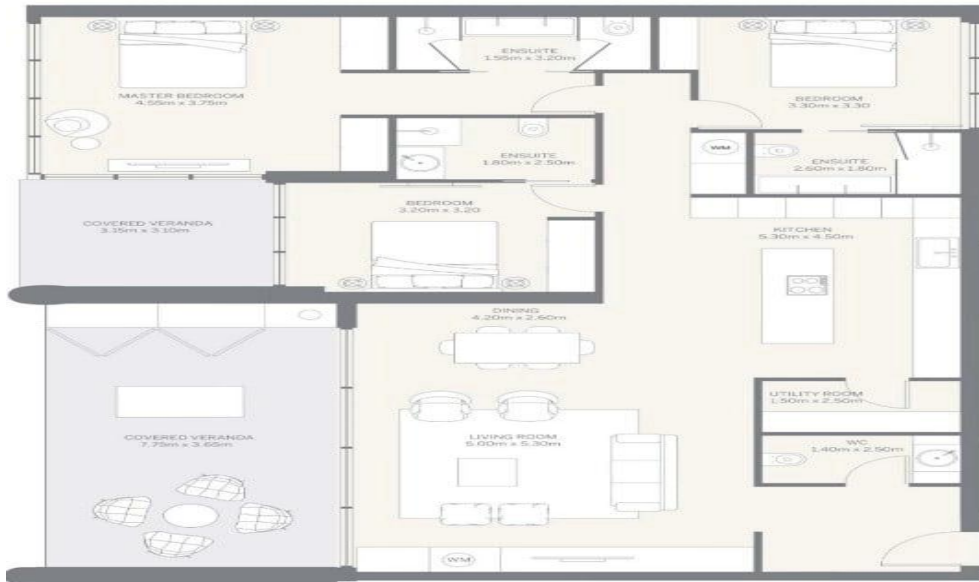 ENSUITE
1.55m x 3.20m
MASTER BEDROOM
4.55m x 3.75m
BEDROOM
3.30m x 3.30
ENSUITE
1.80m x 2.50m
WM
ENSUITE
2.60m x 1.80m
BEDROOM
3.20m x 3.20
COVERED VERANDA
3.15m x 3.10m
KITCHEN
5.30m x 4.50m
DINING
4.20m x 2.60m
UTILITY ROOM
1.50m x 2.50m
COVERED VERANDA
7.75m x 3.65m
LIVING ROOM
5.00m x 5.30m
WC
1.40m x 2.50m
WM